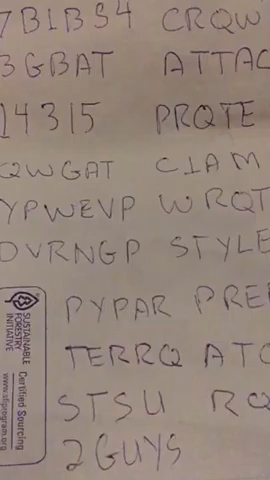 7BLBS4 CRQW
3GBAT ATTAC
14315 PRQTE
QWGAT CIAM
YPWEVP WRQT
DVRNGP STYLE
PYPAR PRE
TERRQ ATC
STSU RQ
2GUYS
SUSTAINABLE
FORESTRY
INITIATIVE
Certified Sourcing
www.sfiprogram.org